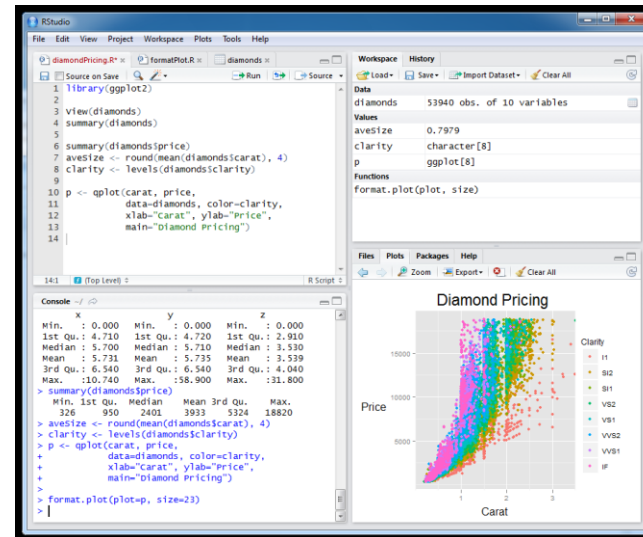 RStudio
File Edit View Project Workspace Plots Tools Help
diamondPricing.R* formatPlot.R diamonds
Source on Save Run Source
1 library(ggplot2)
2
3 View(diamonds)
4 summary(diamonds)
5
6 summary(diamonds$price)
7 aveSize <- round(mean(diamonds$carat), 4)
8 clarity <- levels(diamonds$clarity)
9
10 p <- qplot(carat, price,
11 data=diamonds, color=clarity,
12 xlab="Carat", ylab="Price",
13 main="Diamond Pricing")
14
14:1 (Top Level) R Script
Console ~/
x y z
Min. : 0.000 Min. : 0.000 Min. : 0.000
1st Qu.: 4.710 1st Qu.: 4.720 1st Qu.: 2.910
Median : 5.700 Median : 5.710 Median : 3.530
Mean : 5.731 Mean : 5.735 Mean : 3.539
3rd Qu.: 6.540 3rd Qu.: 6.540 3rd Qu.: 4.040
Max. :10.740 Max. :58.900 Max. :31.800
> summary(diamonds$price)
Min. 1st Qu. Median Mean 3rd Qu. Max.
326 950 2401 3933 5324 18820
> aveSize <- round(mean(diamonds$carat), 4)
> clarity <- levels(diamonds$clarity)
> p <- qplot(carat, price,
+ data=diamonds, color=clarity,
+ xlab="Carat", ylab="Price",
+ main="Diamond Pricing")
>
> format.plot(plot=p, size=23)
>
Workspace History
Load Save Import Dataset Clear All
Data
diamonds 53940 obs. of 10 variables
Values
aveSize 0.7979
clarity character[8]
p ggplot[8]
Functions
format.plot(plot, size)
Files Plots Packages Help
Zoom Export Clear All
Diamond Pricing
Price
15000
10000
5000
1 2 3
Carat
Clarity
I1
SI2
SI1
VS2
VS1
VVS2
VVS1
IF